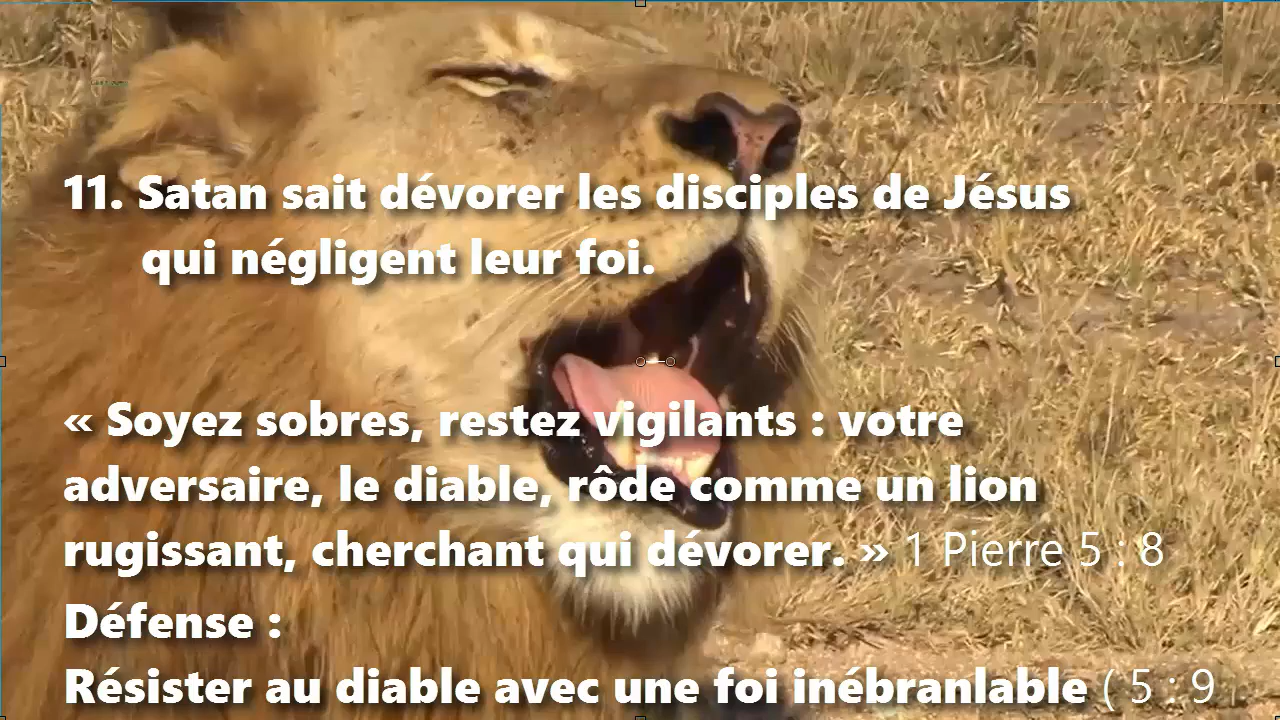 11. Satan sait dévorer les disciples de Jésus
qui négligent leur foi.
« Soyez sobres, restez vigilants : votre
adversaire, le diable, rôde comme un lion
rugissant, cherchant qui dévorer. » 1 Pierre 5 : 8
Défense :
Résister au diable avec une foi inébranlable ( 5 : 9